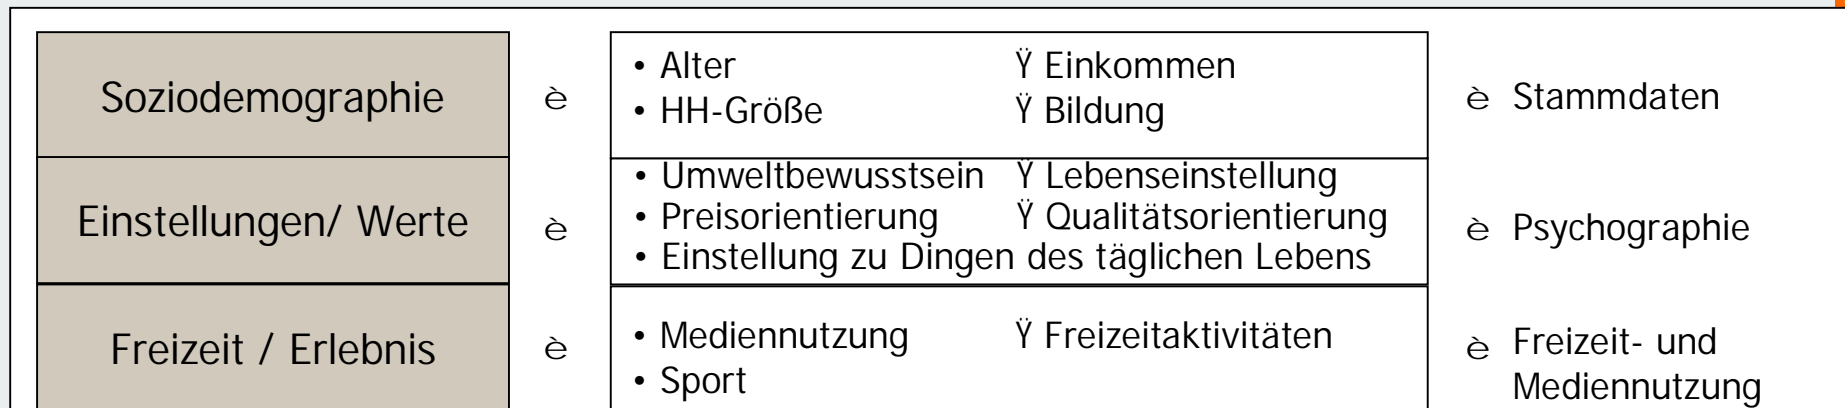 Soziodemographie è • Alter Ÿ Einkommen è Stammdaten
• HH-Größe Ÿ Bildung
Einstellungen/ Werte è • Umweltbewusstsein Ÿ Lebenseinstellung
• Preisorientierung Ÿ Qualitätsorientierung è Psychographie
• Einstellung zu Dingen des täglichen Lebens
Freizeit / Erlebnis è • Mediennutzung Ÿ Freizeitaktivitäten è Freizeit- und
• Sport Mediennutzung